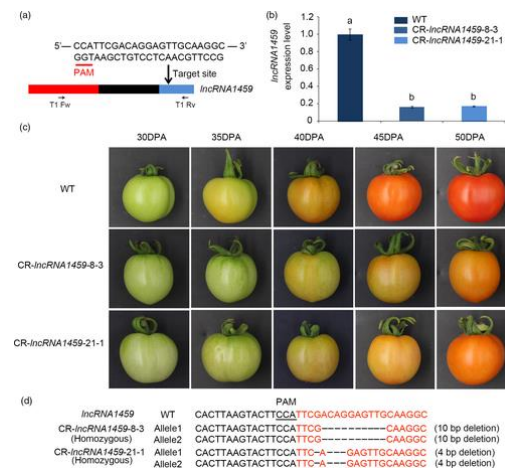 (a)
5'- CCATTCGACAGGAGTTGCAAGGC — 3'
GGTAAGCTGTCCTCAACGTTCCG
PAM
Target site
lncRNA1459
T1 Fw
T1 Rv
(b)
lncRNA1459
expression level
1.2
1
0.8
0.6
0.4
0.2
0
a
b
b
WT
CR-lncRNA1459-8-3
CR-lncRNA1459-21-1
(c)
30DPA 35DPA 40DPA 45DPA 50DPA
WT
CR-lncRNA1459-8-3
CR-lncRNA1459-21-1
(d)
PAM
lncRNA1459 WT CACTTAAGTACTTCCATTCGACAGGAGTTGCAAGGC
CR-lncRNA1459-8-3 Allele1 CACTTAAGTACTTCCATTCG----------CAAGGC (10 bp deletion)
(Homozygous) Allele2 CACTTAAGTACTTCCATTCG----------CAAGGC (10 bp deletion)
CR-lncRNA1459-21-1 Allele1 CACTTAAGTACTTCCATTC-A---GAGTTGCAAGGC (4 bp deletion)
(Homozygous) Allele2 CACTTAAGTACTTCCATTC-A---GAGTTGCAAGGC (4 bp deletion)